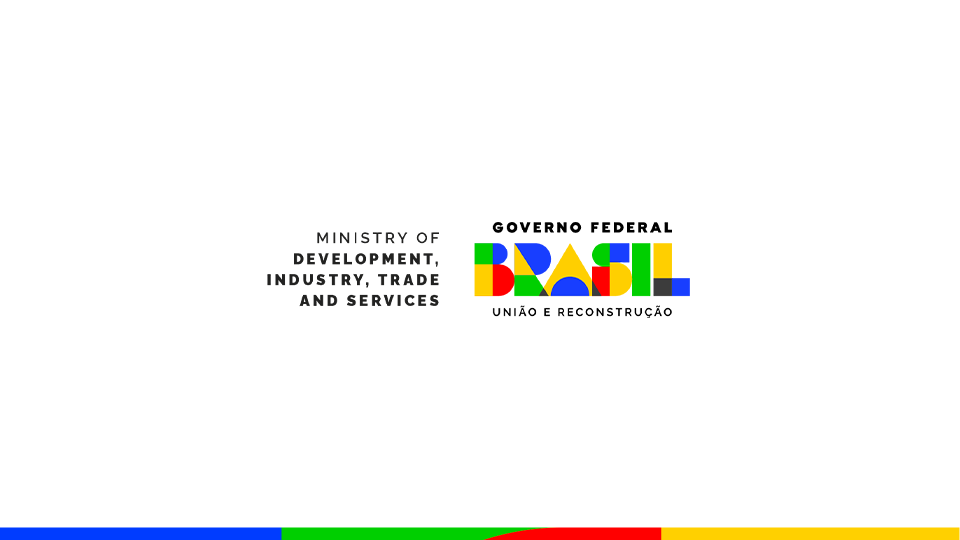 MINISTRY OF
DEVELOPMENT,
INDUSTRY, TRADE
AND SERVICES
GOVERNO FEDERAL
BRASIL
UNIÃO E RECONSTRUÇÃO